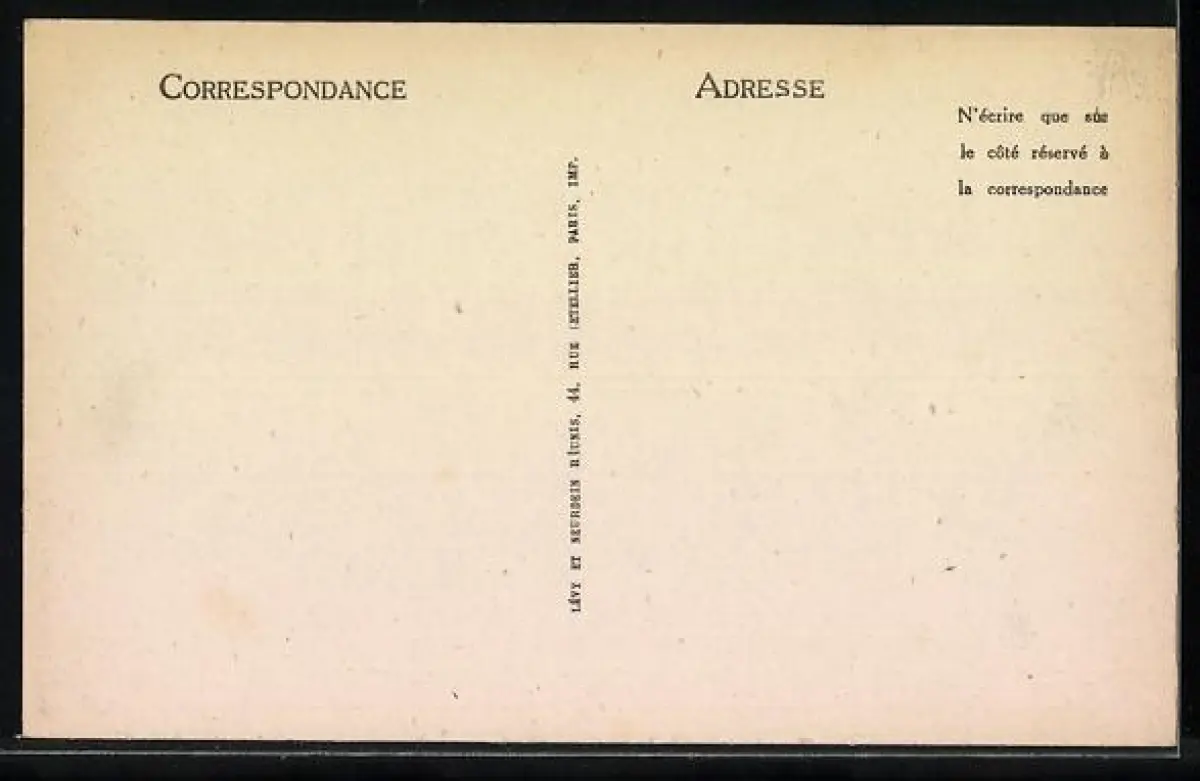 CORRESPONDANCE
ADRESSE
N'écrire que sur
le côté réservé à
la correspondance
LÉVY ET NEURDEIN RÉUNIS, 44, RUE LETELLIER, PARIS, IMP.